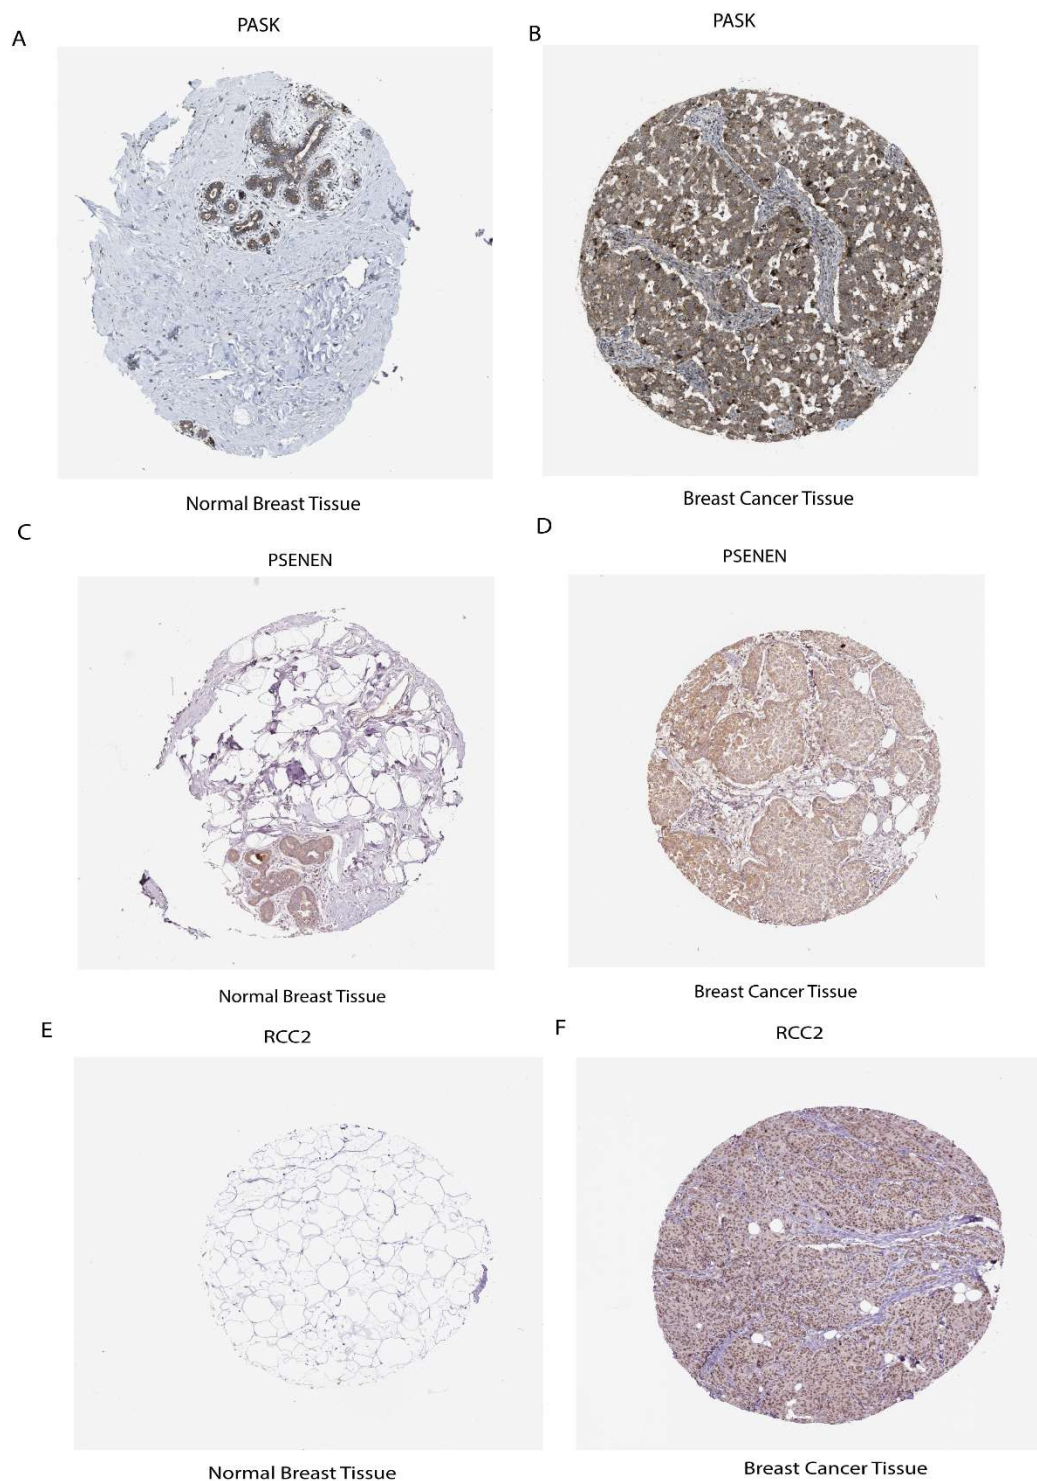 A
PASK
B
PASK
Normal Breast Tissue
Breast Cancer Tissue
C
PSENEN
D
PSENEN
Normal Breast Tissue
Breast Cancer Tissue
E
RCC2
F
RCC2
Normal Breast Tissue
Breast Cancer Tissue